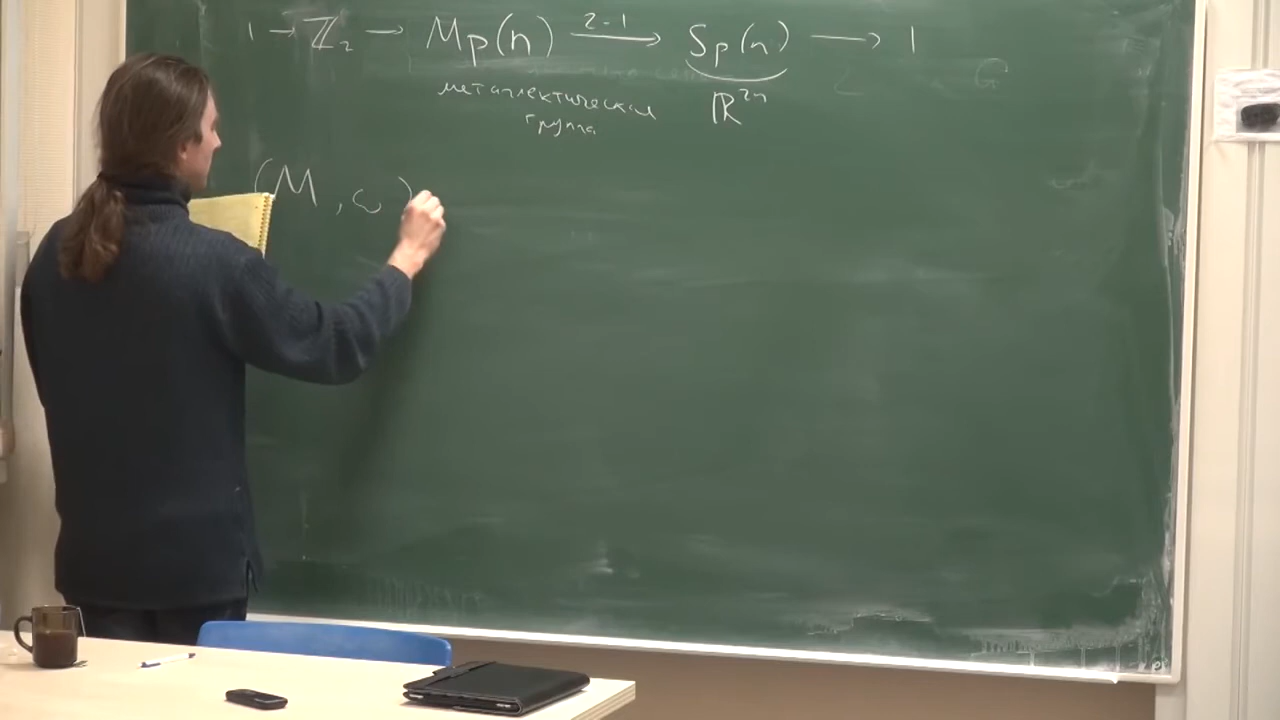 1 → ℤ₂ → Mp(n) 2-1 → Sp(n) → 1
метаплектическая ℝ²ⁿ
группа
(M, ω)